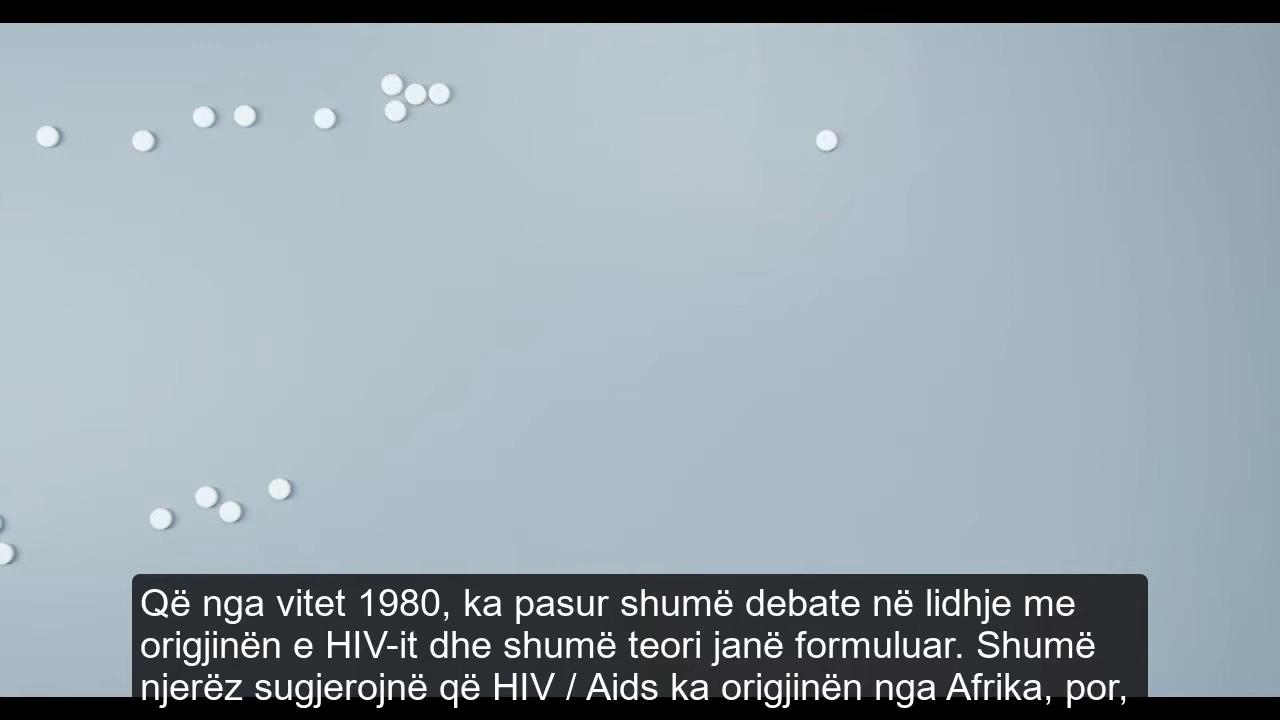 Që nga vitet 1980, ka pasur shumë debate në lidhje me
origjinën e HIV-it dhe shumë teori janë formuluar. Shumë
njerëz sugjerojnë që HIV / Aids ka origjinën nga Afrika, por,